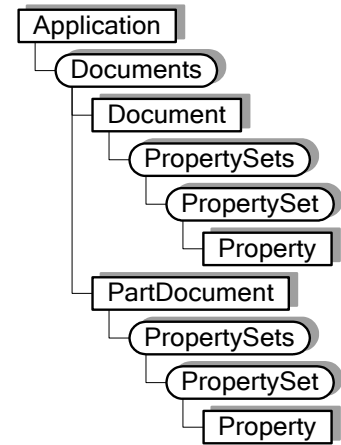 Application
Documents
Document
PropertySets
PropertySet
Property
PartDocument
PropertySets
PropertySet
Property